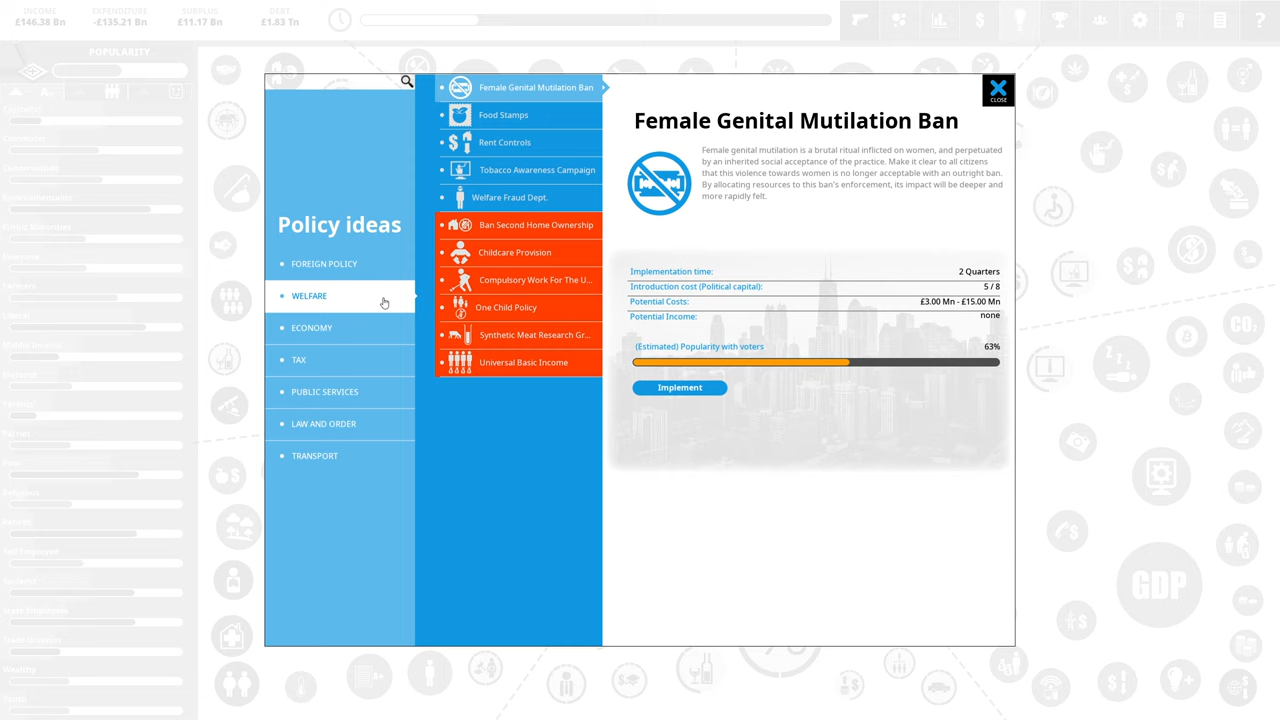 INCOME
EXPENDITURE
SURPLUS
DEBT
£146.38 Bn
-£135.21 Bn
£11.17 Bn
£1.83 Tn
?
POPULARITY
Policy ideas
FOREIGN POLICY
WELFARE
ECONOMY
TAX
PUBLIC SERVICES
LAW AND ORDER
TRANSPORT
Female Genital Mutilation Ban
Food Stamps
Rent Controls
Tobacco Awareness Campaign
Welfare Fraud Dept.
Ban Second Home Ownership
Childcare Provision
Compulsory Work For The U...
One Child Policy
Synthetic Meat Research Gr...
Universal Basic Income
CLOSE
Female Genital Mutilation Ban
Female genital mutilation is a brutal ritual inflicted on women, and perpetuated
by an inherited social acceptance of the practice. Make it clear to all citizens
that this violence towards women is no longer acceptable with an outright ban.
By allocating resources to this ban's enforcement, its impact will be deeper and
more rapidly felt.
Implementation time: 2 Quarters
Introduction cost (Political capital): 5 / 8
Potential Costs: £3.00 Mn - £15.00 Mn
Potential Income: none
(Estimated) Popularity with voters 63%
Implement
CO2
GDP